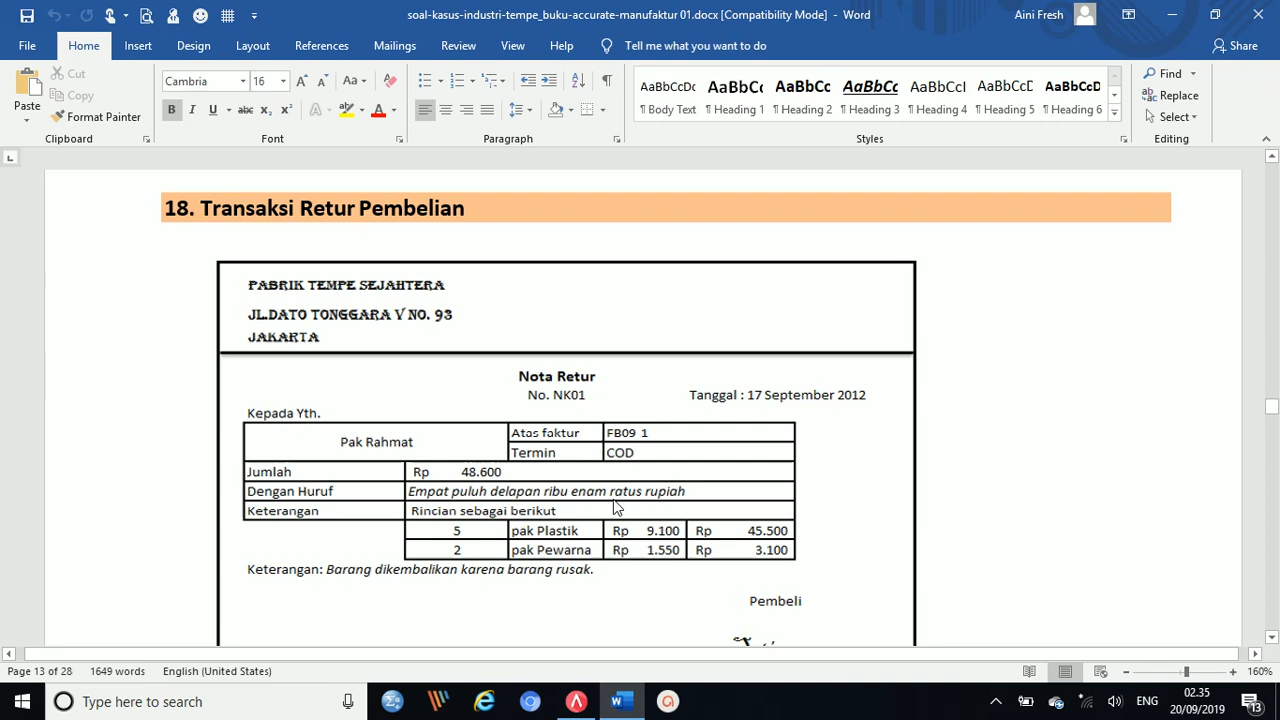 soal-kasus-industri-tempe_buku-accurate-manufaktur 01.docx [Compatibility Mode] - Word
Aini Fresh
File Home Insert Design Layout References Mailings Review View Help Tell me what you want to do Share
Paste
Cut
Copy
Format Painter
Clipboard
Cambria 16
Aa
B I U abc x₂ x²
A A
Font
Paragraph
AaBbCcDc AaBbC AaBbCc AaBbCc AaBbCcI AaBbCcD AaBbCcD
¶ Body Text ¶ Heading 1 ¶ Heading 2 ¶ Heading 3 ¶ Heading 4 ¶ Heading 5 ¶ Heading 6
Styles
Find
Replace
Select
Editing
18. Transaksi Retur Pembelian
PABRIK TEMPE SEJAHTERA
JL.DATO TONGGARA V NO. 93
JAKARTA
Nota Retur
No. NK01 Tanggal : 17 September 2012
Kepada Yth.
Pak Rahmat
Atas faktur FB09 1
Termin COD
Jumlah Rp 48.600
Dengan Huruf Empat puluh delapan ribu enam ratus rupiah
Keterangan Rincian sebagai berikut
5 pak Plastik Rp 9.100 Rp 45.500
2 pak Pewarna Rp 1.550 Rp 3.100
Keterangan: Barang dikembalikan karena barang rusak.
Pembeli
Page 13 of 28 1649 words English (United States) 160%
Type here to search
ENG
02.35
20/09/2019
13